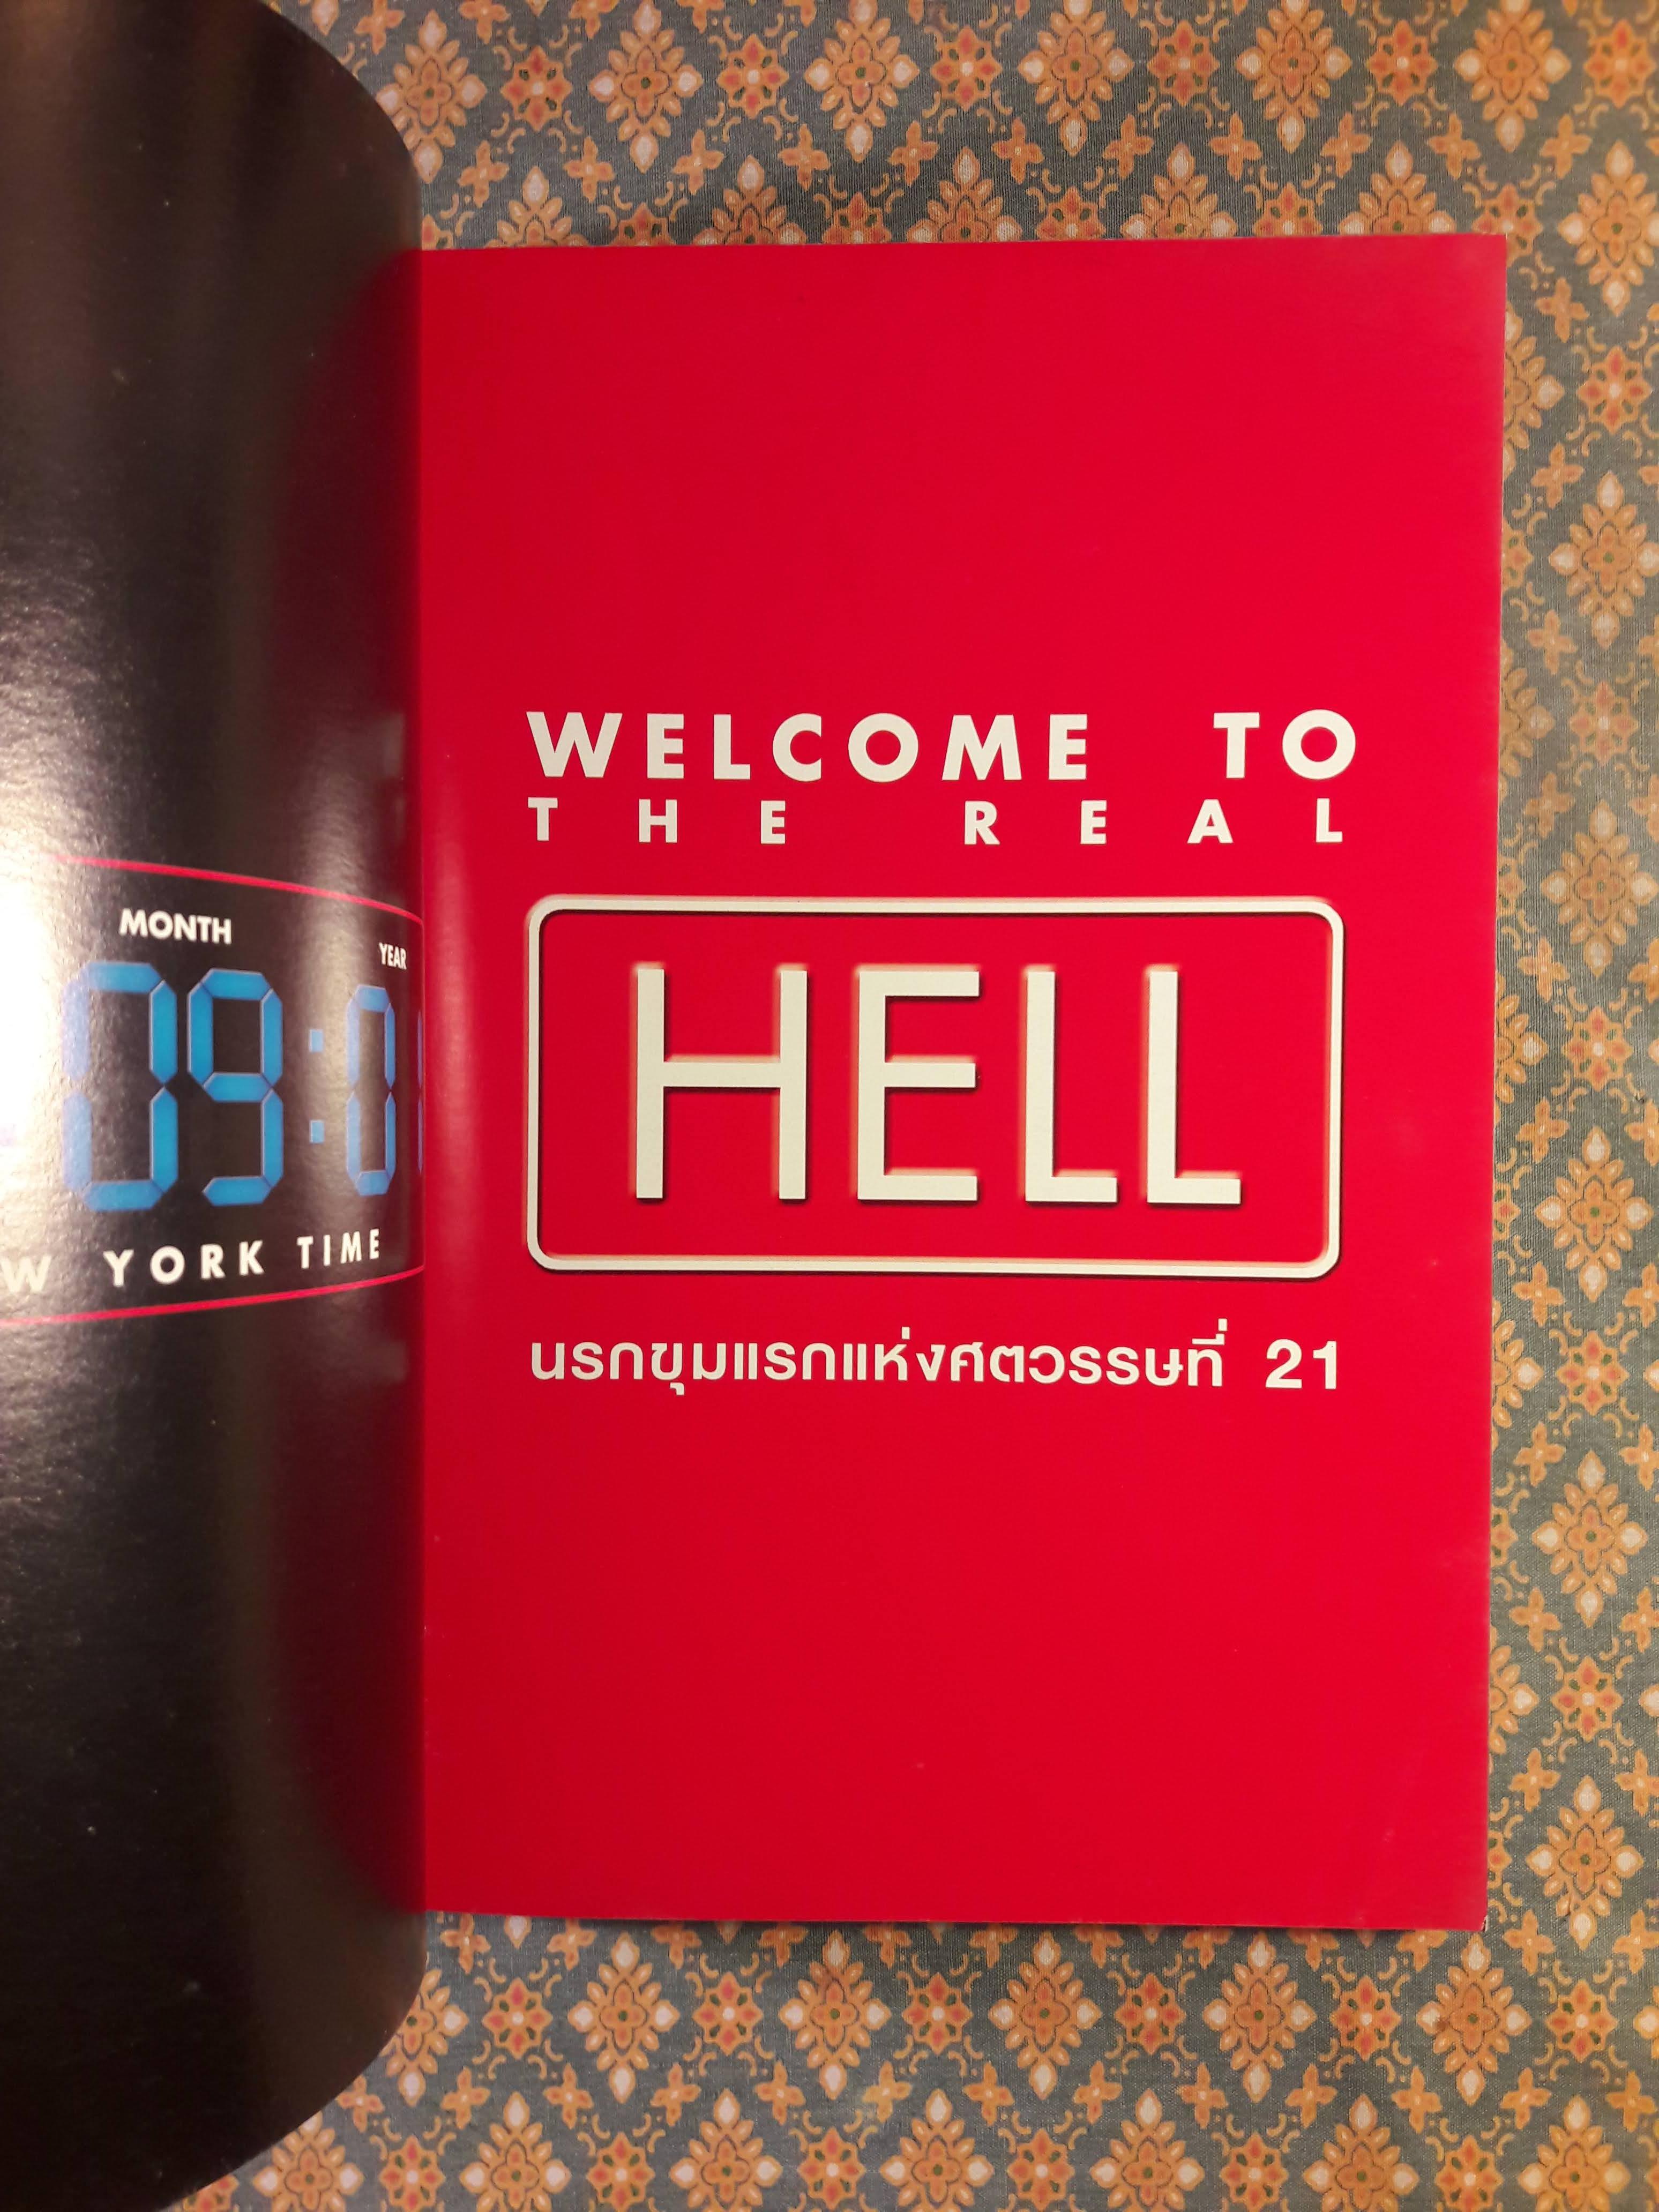 MONTH
YEAR
09:0
YORK TIME
WELCOME TO
THE REAL
HELL
นรกขุมแรกแห่งศตวรรษที่ 21